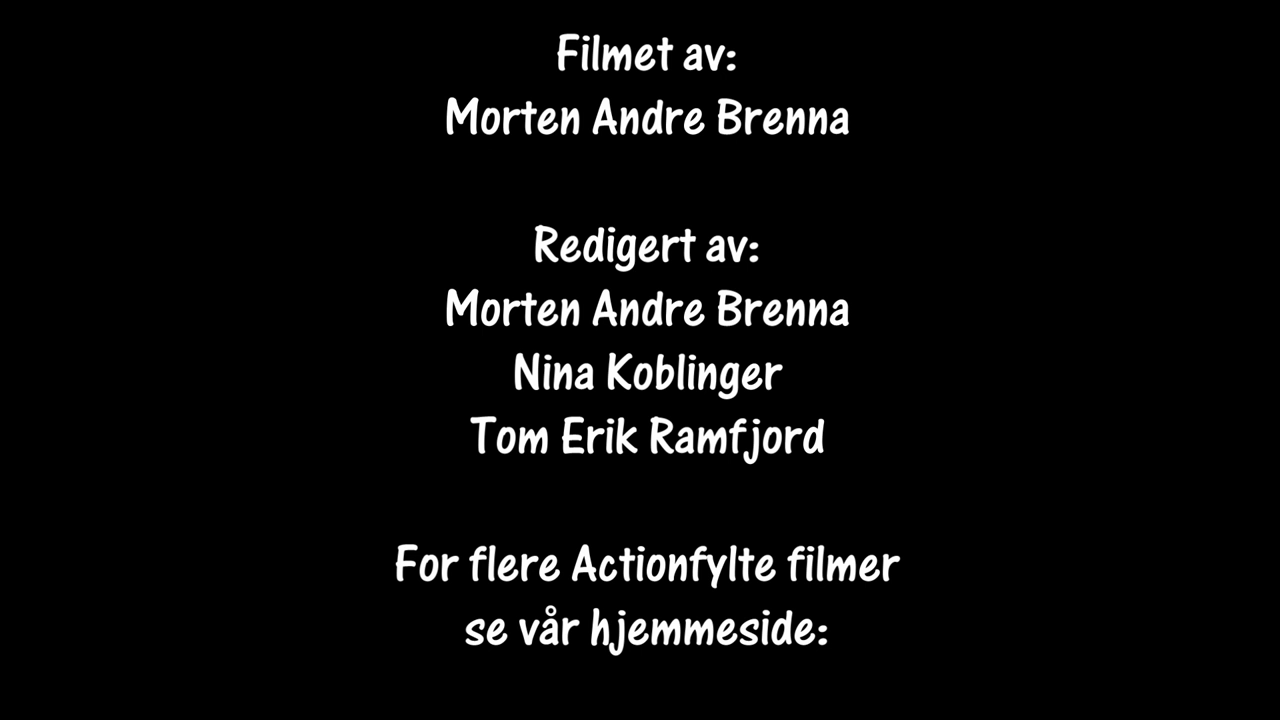 Filmet av:
Morten Andre Brenna
Redigert av:
Morten Andre Brenna
Nina Koblinger
Tom Erik Ramfjord
For flere Actionfylte filmer
se vår hjemmeside: